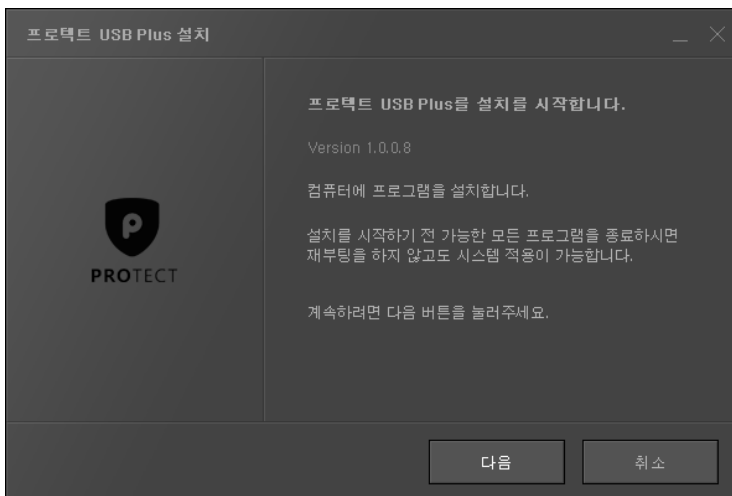 프로텍트 USB Plus 설치
프로텍트 USB Plus를 설치를 시작합니다.
Version 1.0.0.8
컴퓨터에 프로그램을 설치합니다.
설치를 시작하기 전 가능한 모든 프로그램을 종료하시면
재부팅을 하지 않고도 시스템 적용이 가능합니다.
계속하려면 다음 버튼을 눌러주세요.
P
PROTECT
다음
취소